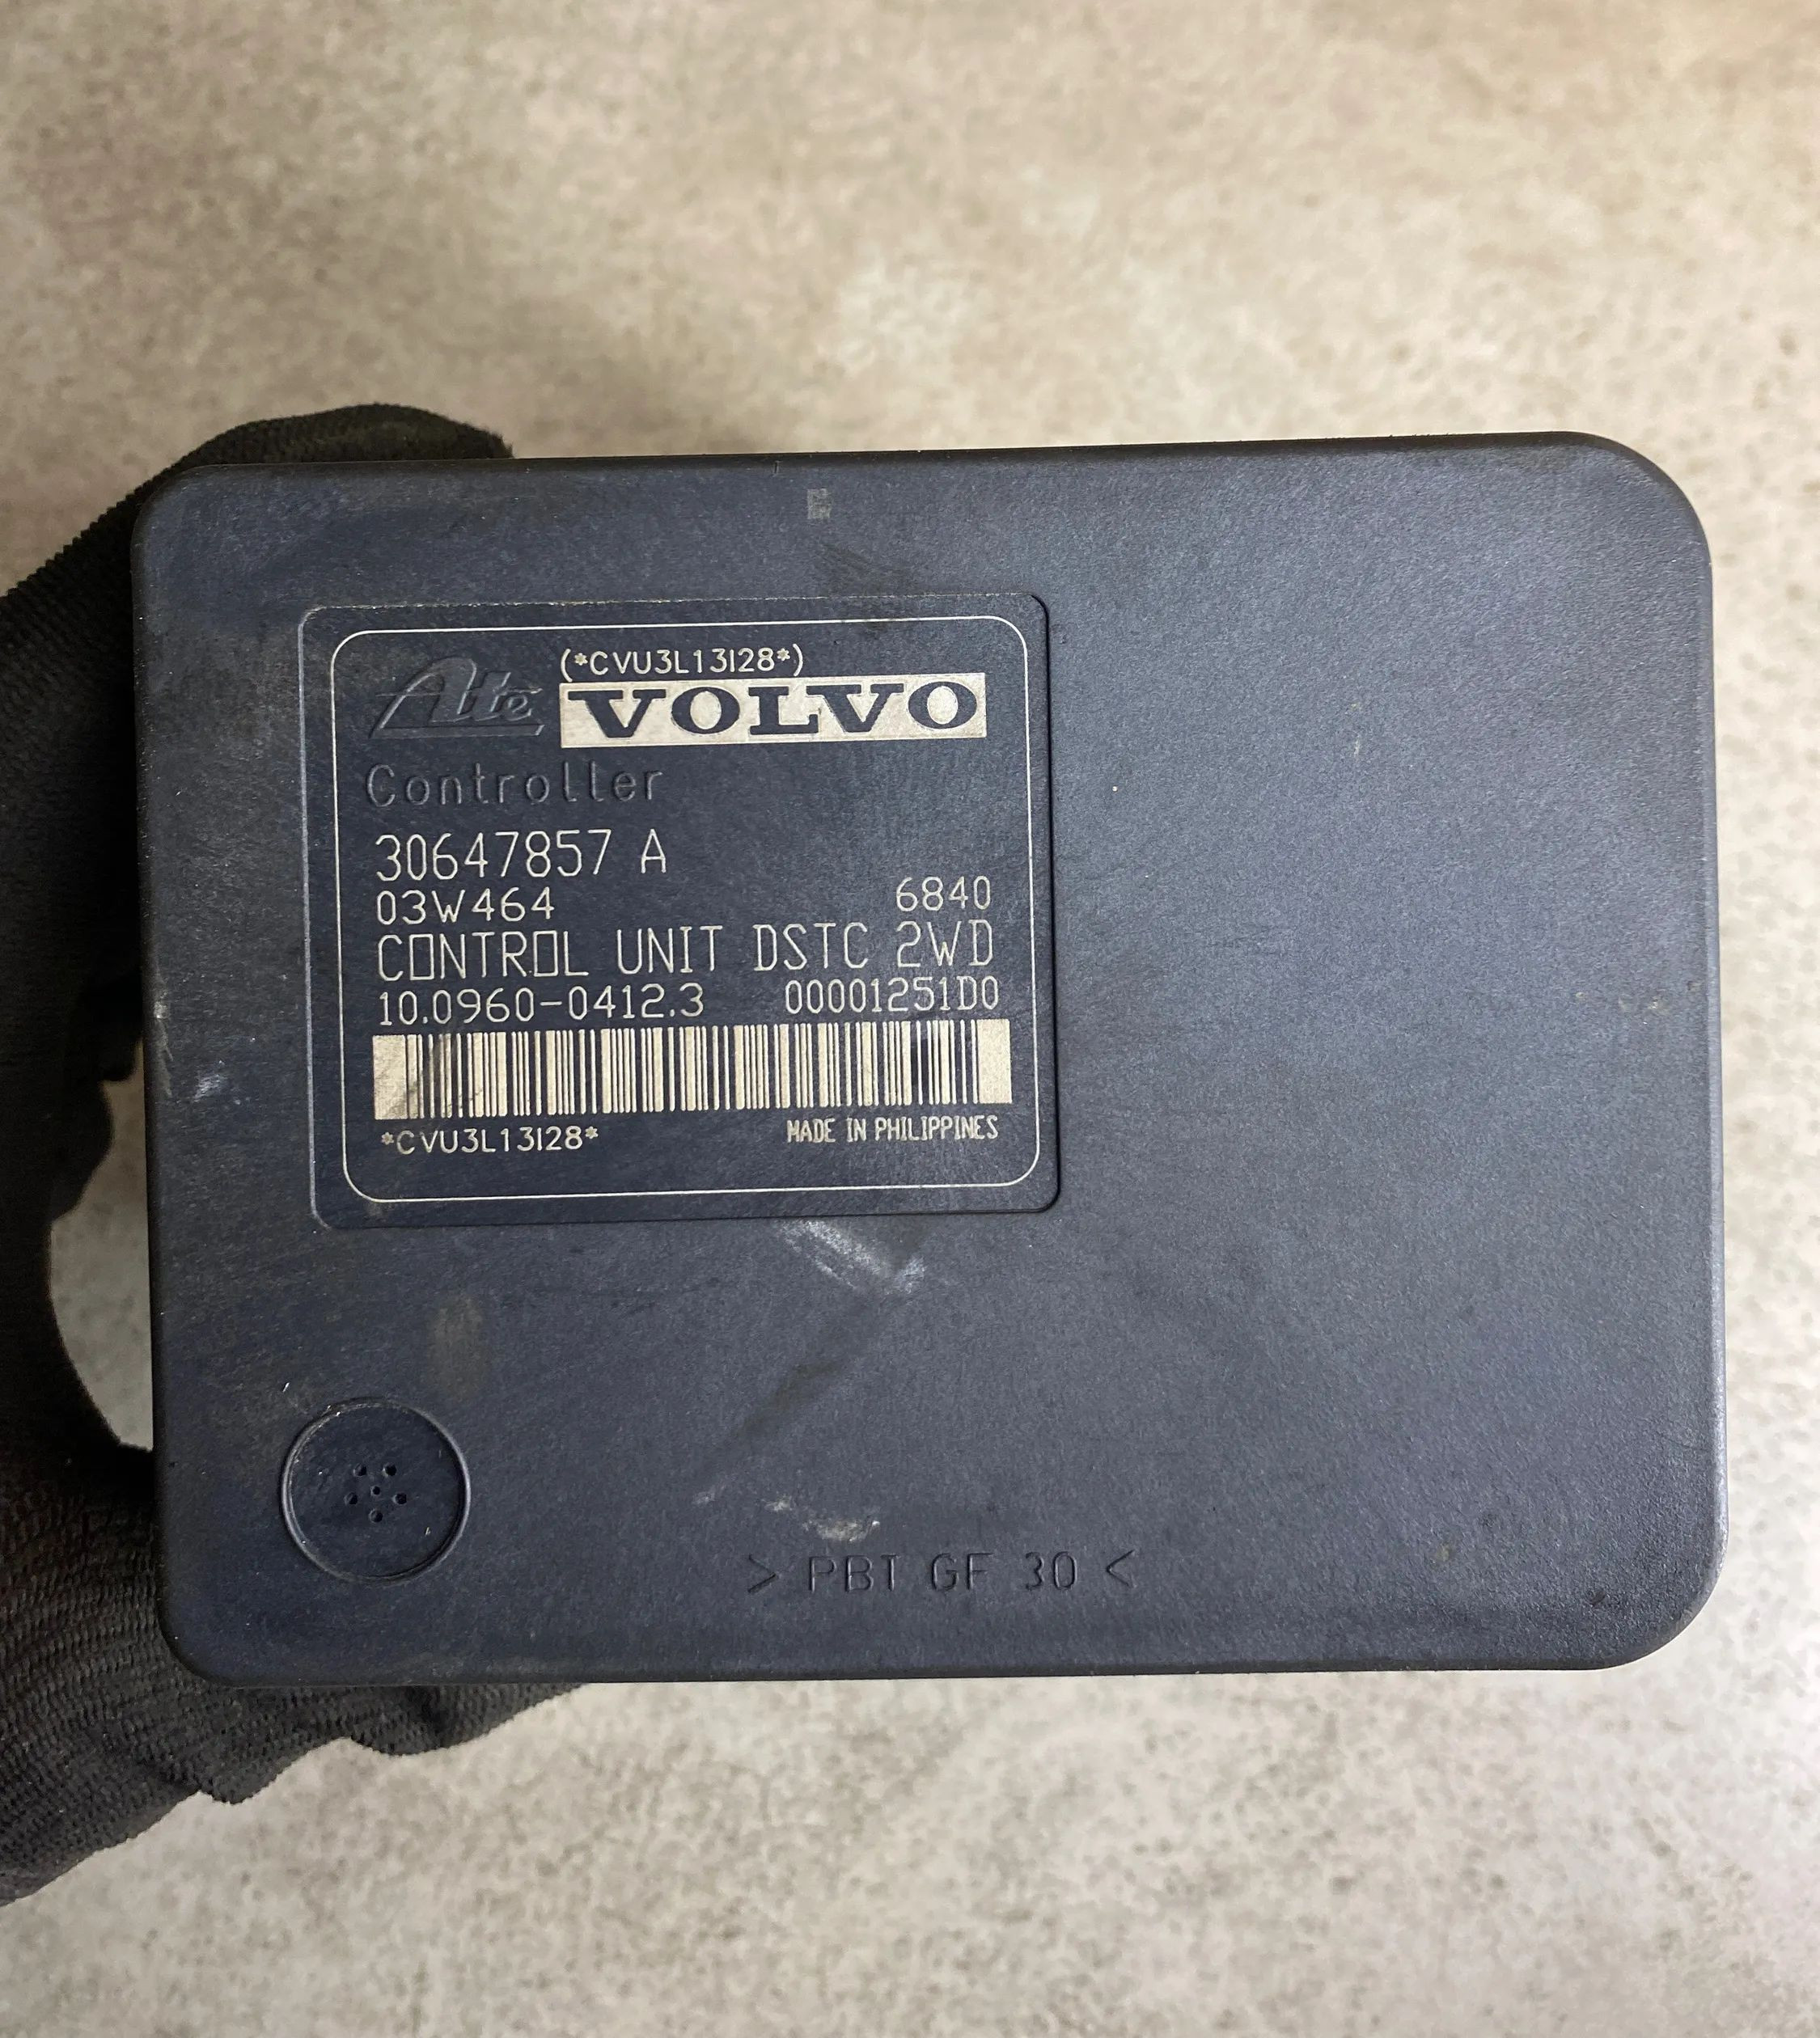 (*CVU3L13I28*)
Ate VOLVO
Controller
30647857 A
03W464 6840
CONTROL UNIT DSTC 2WD
10.0960-0412.3 00001251D0
*CVU3L13I28* MADE IN PHILIPPINES
> PBT GF 30 <